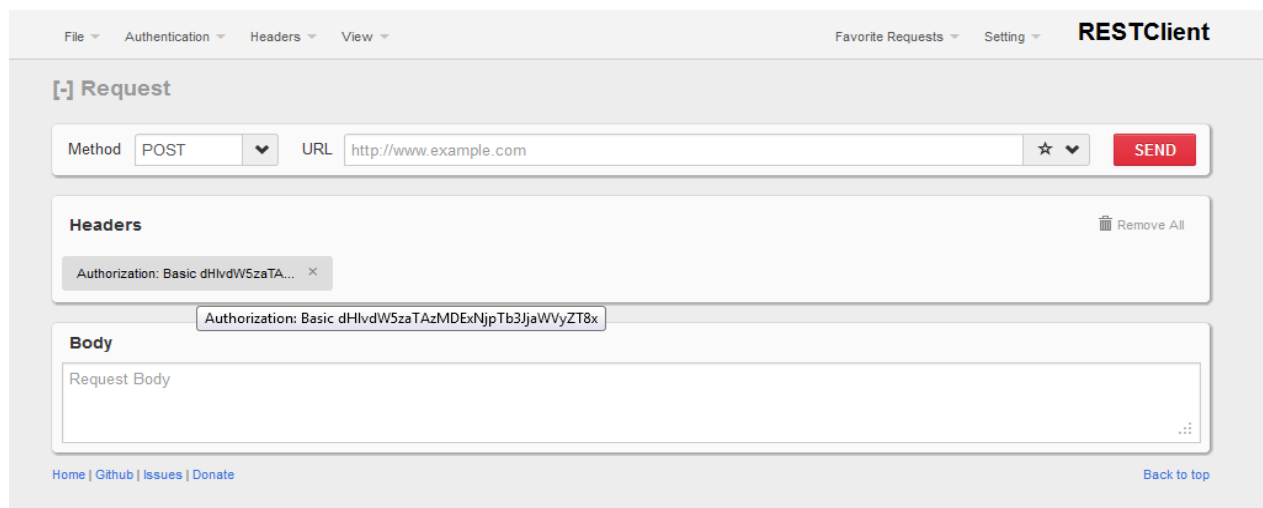 File Authentication Headers View Favorite Requests Setting RESTClient
[-] Request
Method POST URL http://www.example.com SEND
Headers Remove All
Authorization: Basic dHlvdW5zaTA... ×
Authorization: Basic dHlvdW5zaTAzMDExNjpTb3JjaWVyZT8x
Body
Request Body
Home | Github | Issues | Donate Back to top